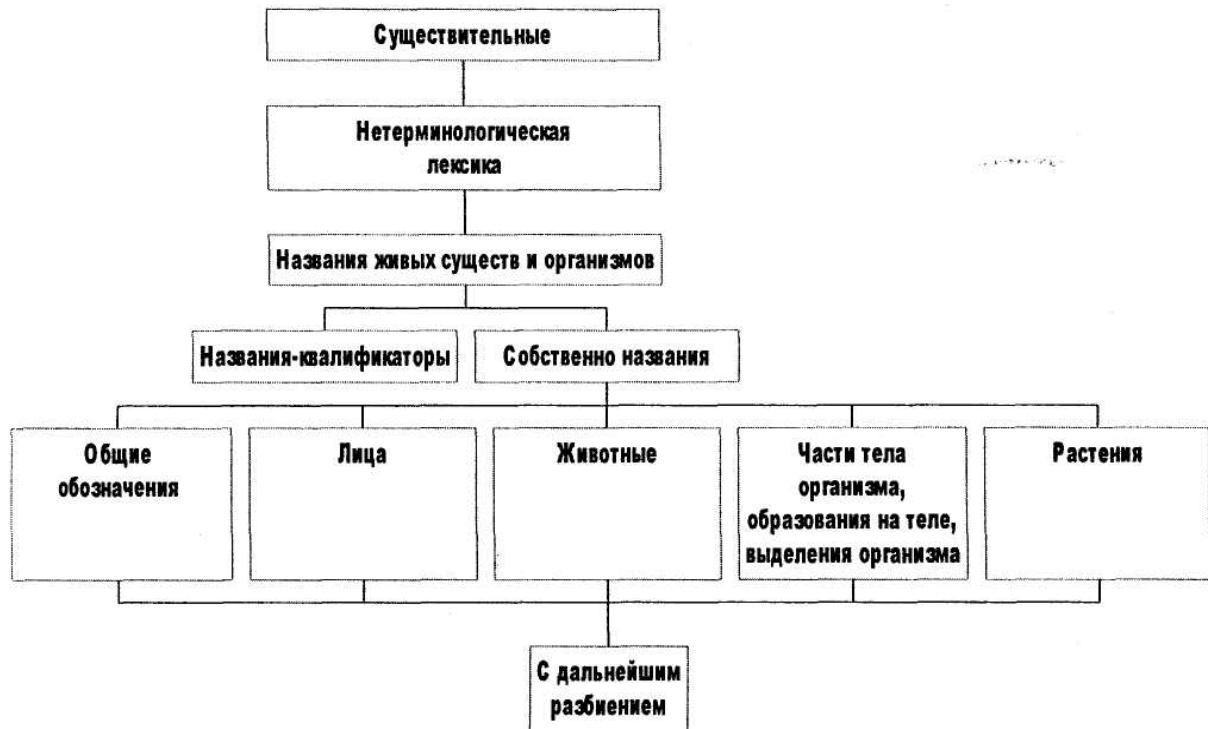 Существительные
Нетерминологическая
лексика
Названия живых существ и организмов
Названия-квалификаторы
Собственно названия
Общие
обозначения
Лица
Животные
Части тела
организма,
образования на теле,
выделения организма
Растения
С дальнейшим
разбиением